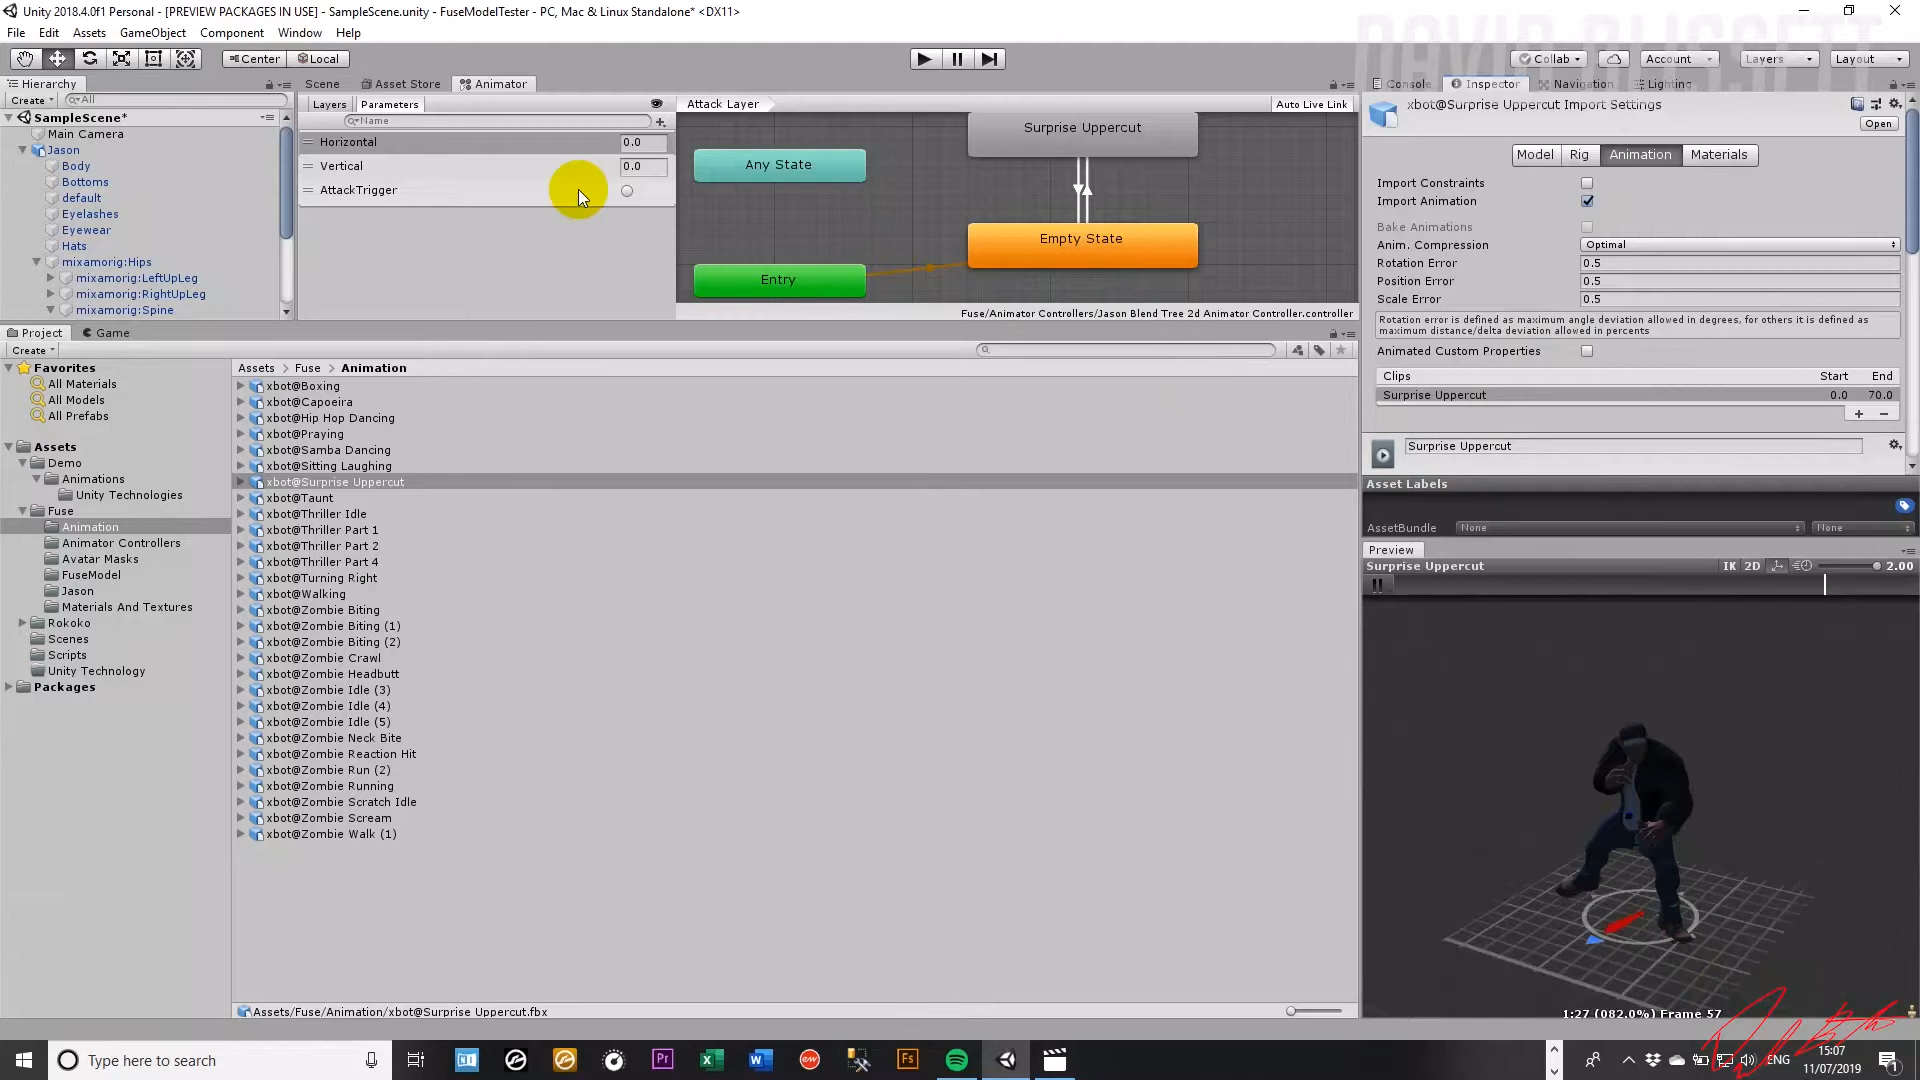 Unity 2018.4.0f1 Personal - [PREVIEW PACKAGES IN USE] - SampleScene.unity - FuseModelTester - PC, Mac & Linux Standalone* <DX11>
File Edit Assets GameObject Component Window Help
Center Local
Collab Account Layers Layout
Hierarchy
Create All
SampleScene*
Main Camera
Jason
Body
Bottoms
default
Eyelashes
Eyewear
Hats
mixamorig:Hips
mixamorig:LeftUpLeg
mixamorig:RightUpLeg
mixamorig:Spine
Scene Asset Store Animator
Layers Parameters
Name
Horizontal 0.0
Vertical 0.0
AttackTrigger
Attack Layer Auto Live Link
Surprise Uppercut
Any State
Empty State
Entry
Fuse/Animator Controllers/Jason Blend Tree 2d Animator Controller.controller
Console Inspector Navigation Lighting
xbot@Surprise Uppercut Import Settings
Open
Model Rig Animation Materials
Import Constraints
Import Animation
Bake Animations
Anim. Compression Optimal
Rotation Error 0.5
Position Error 0.5
Scale Error 0.5
Rotation error is defined as maximum angle deviation allowed in degrees, for others it is defined as
maximum distance/delta deviation allowed in percents
Animated Custom Properties
Clips Start End
Surprise Uppercut 0.0 70.0
Surprise Uppercut
Asset Labels
AssetBundle None None
Preview
Surprise Uppercut IK 2D 2.00
1:27 (082.0%) Frame 57
Project Game
Create
Favorites
All Materials
All Models
All Prefabs
Assets
Demo
Animations
Unity Technologies
Fuse
Animation
Animator Controllers
Avatar Masks
FuseModel
Jason
Materials And Textures
Rokoko
Scenes
Scripts
Unity Technology
Packages
Assets > Fuse > Animation
xbot@Boxing
xbot@Capoeira
xbot@Hip Hop Dancing
xbot@Praying
xbot@Samba Dancing
xbot@Sitting Laughing
xbot@Surprise Uppercut
xbot@Taunt
xbot@Thriller Idle
xbot@Thriller Part 1
xbot@Thriller Part 2
xbot@Thriller Part 4
xbot@Turning Right
xbot@Walking
xbot@Zombie Biting
xbot@Zombie Biting (1)
xbot@Zombie Biting (2)
xbot@Zombie Crawl
xbot@Zombie Headbutt
xbot@Zombie Idle (3)
xbot@Zombie Idle (4)
xbot@Zombie Idle (5)
xbot@Zombie Neck Bite
xbot@Zombie Reaction Hit
xbot@Zombie Run (2)
xbot@Zombie Running
xbot@Zombie Scratch Idle
xbot@Zombie Scream
xbot@Zombie Walk (1)
Assets/Fuse/Animation/xbot@Surprise Uppercut.fbx
Type here to search
ENG
15:07
11/07/2019